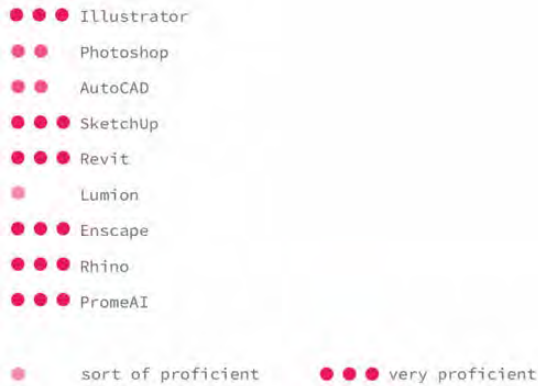 Illustrator
Photoshop
AutoCAD
SketchUp
Revit
Lumion
Enscape
Rhino
PromeAI
sort of proficient very proficient